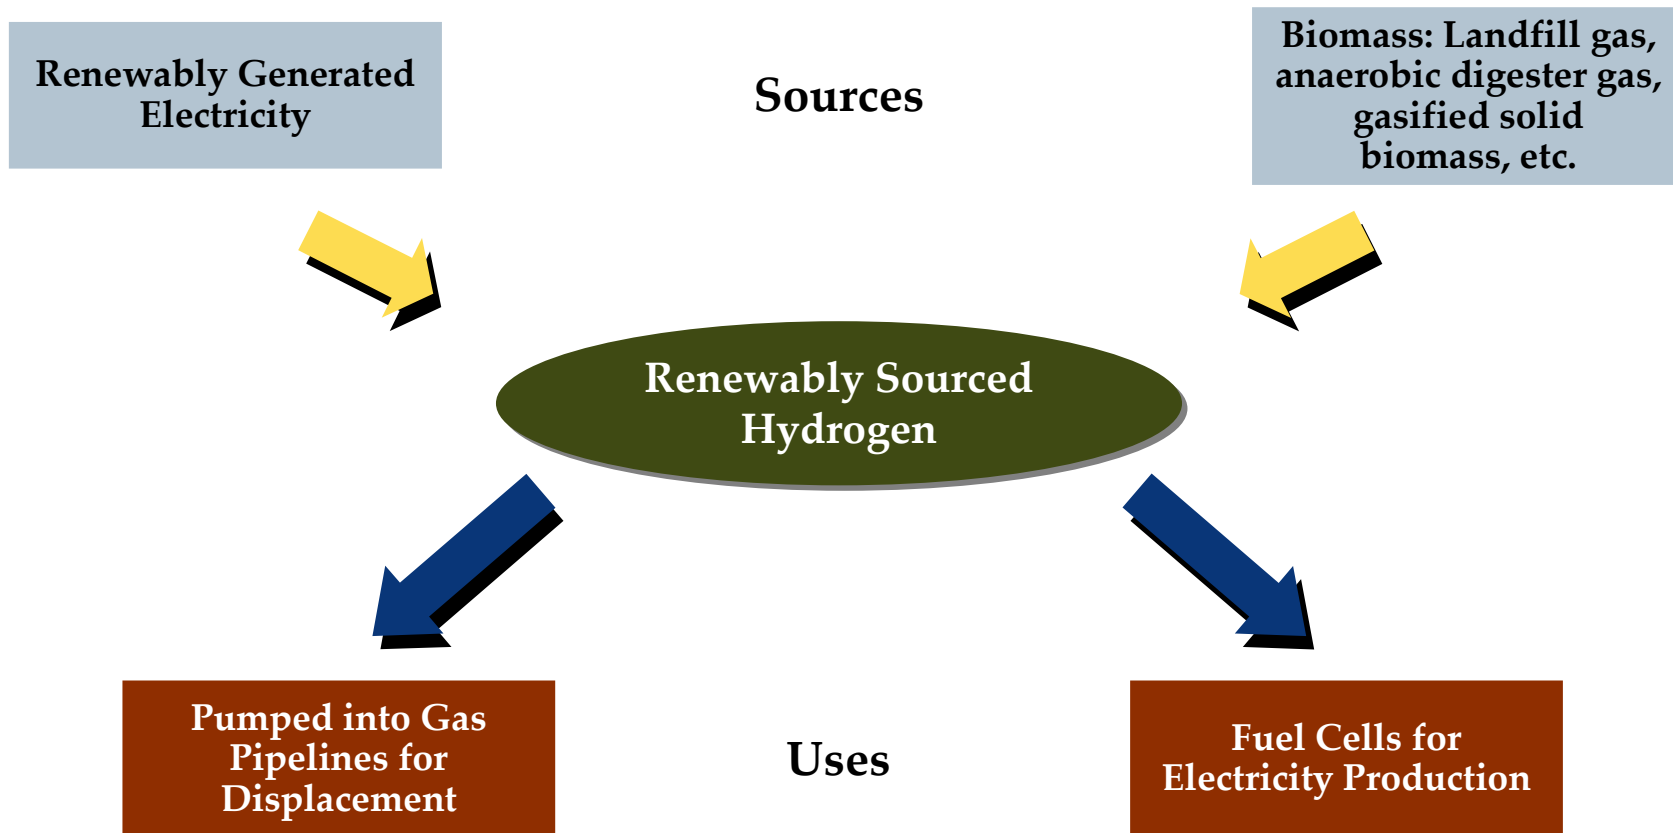 Renewably Generated
Electricity
Sources
Biomass: Landfill gas,
anaerobic digester gas,
gasified solid
biomass, etc.
Renewably Sourced
Hydrogen
Pumped into Gas
Pipelines for
Displacement
Uses
Fuel Cells for
Electricity Production